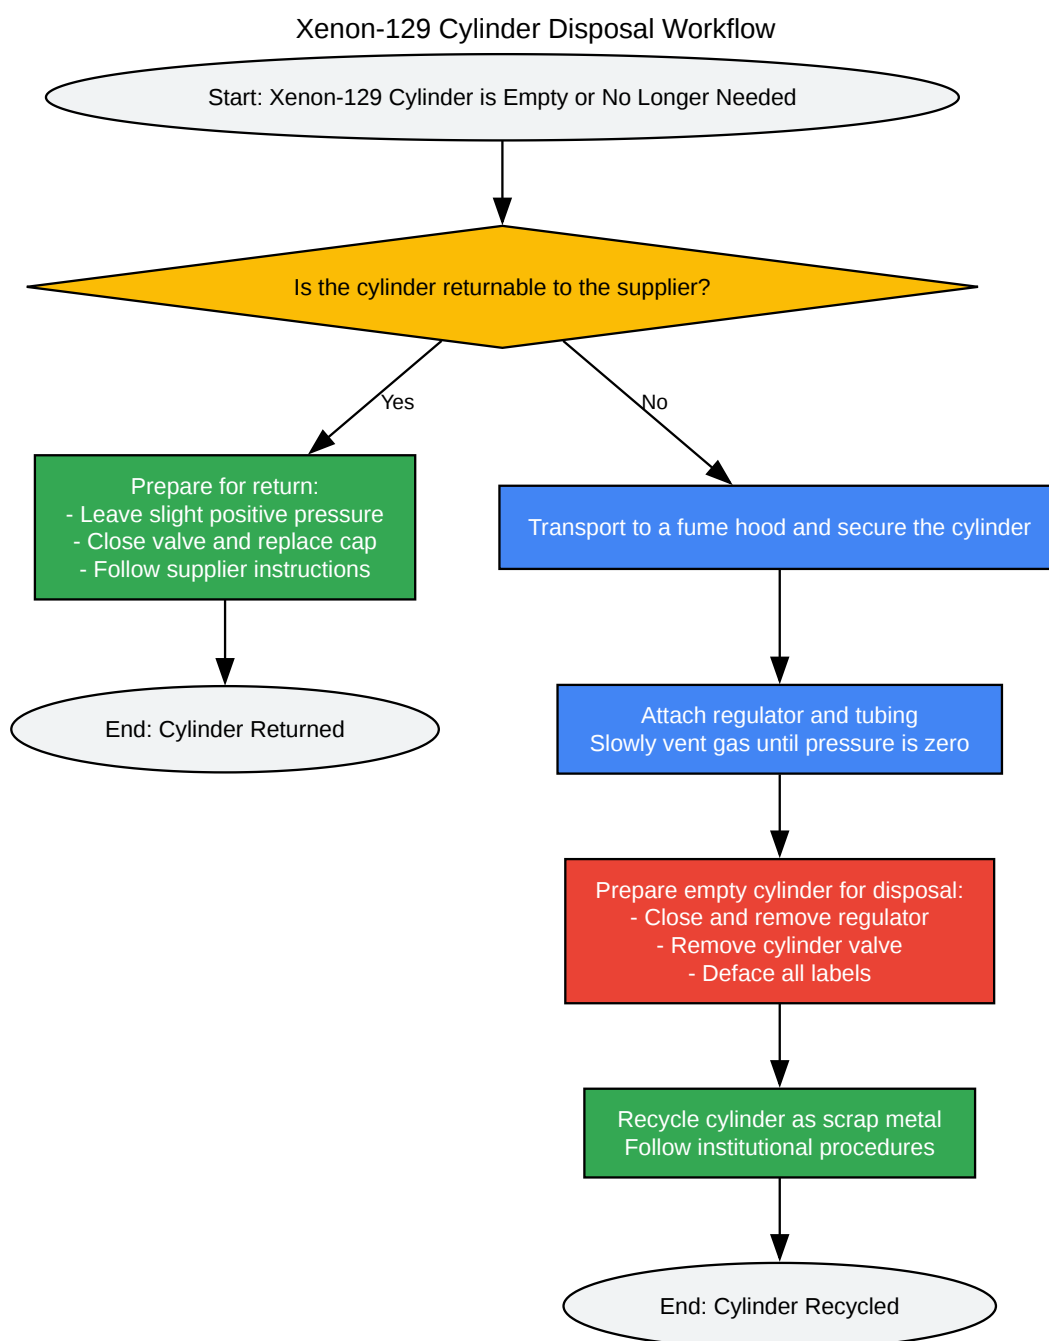 Xenon-129 Cylinder Disposal Workflow
Start: Xenon-129 Cylinder is Empty or No Longer Needed
Is the cylinder returnable to the supplier?
Yes
No
Prepare for return:
- Leave slight positive pressure
- Close valve and replace cap
- Follow supplier instructions
Transport to a fume hood and secure the cylinder
End: Cylinder Returned
Attach regulator and tubing
Slowly vent gas until pressure is zero
Prepare empty cylinder for disposal:
- Close and remove regulator
- Remove cylinder valve
- Deface all labels
Recycle cylinder as scrap metal
Follow institutional procedures
End: Cylinder Recycled